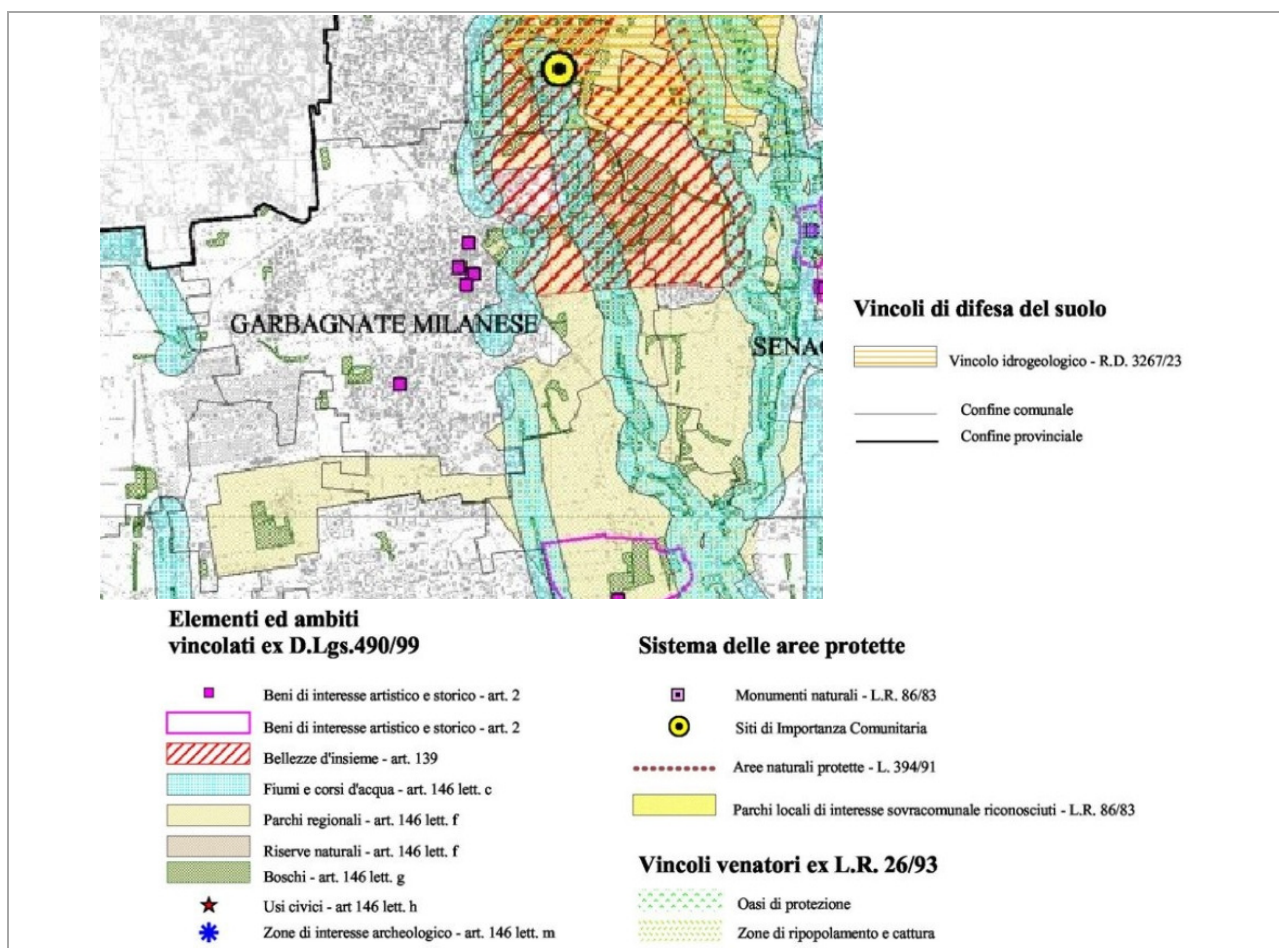 GARBAGNATE MILANESE
SENAG
Vincoli di difesa del suolo
Vincolo idrogeologico - R.D. 3267/23
Confine comunale
Confine provinciale
Elementi ed ambiti
vincolati ex D.Lgs.490/99
Beni di interesse artistico e storico - art. 2
Beni di interesse artistico e storico - art. 2
Bellezze d'insieme - art. 139
Fiumi e corsi d'acqua - art. 146 lett. c
Parchi regionali - art. 146 lett. f
Riserve naturali - art. 146 lett. f
Boschi - art. 146 lett. g
Usi civici - art 146 lett. h
Zone di interesse archeologico - art. 146 lett. m
Sistema delle aree protette
Monumenti naturali - L.R. 86/83
Siti di Importanza Comunitaria
Aree naturali protette - L. 394/91
Parchi locali di interesse sovracomunale riconosciuti - L.R. 86/83
Vincoli venatori ex L.R. 26/93
Oasi di protezione
Zone di ripopolamento e cattura